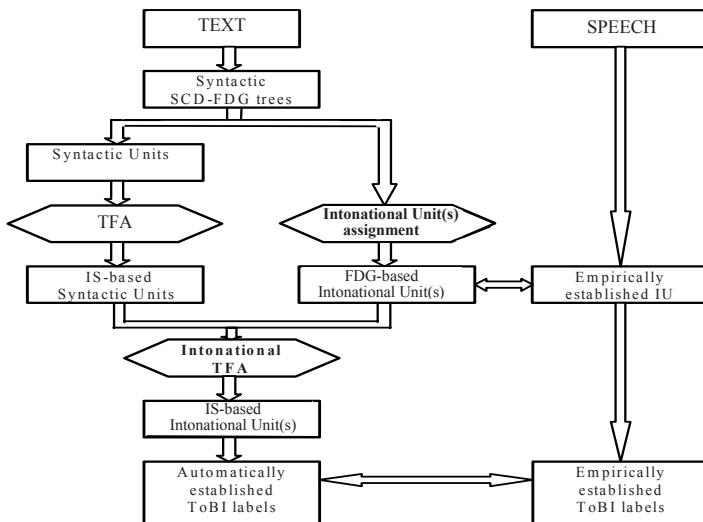 TEXT
SPEECH
Syntactic
SCD-FDG trees
Syntactic Units
TFA
Intonational Unit(s)
assignment
IS-based
Syntactic Units
FDG-based
Intonational Unit(s)
Empirically
established IU
Intonational
TFA
IS-based
Intonational Unit(s)
Automatically
established
ToBI labels
Empirically
established
ToBI labels